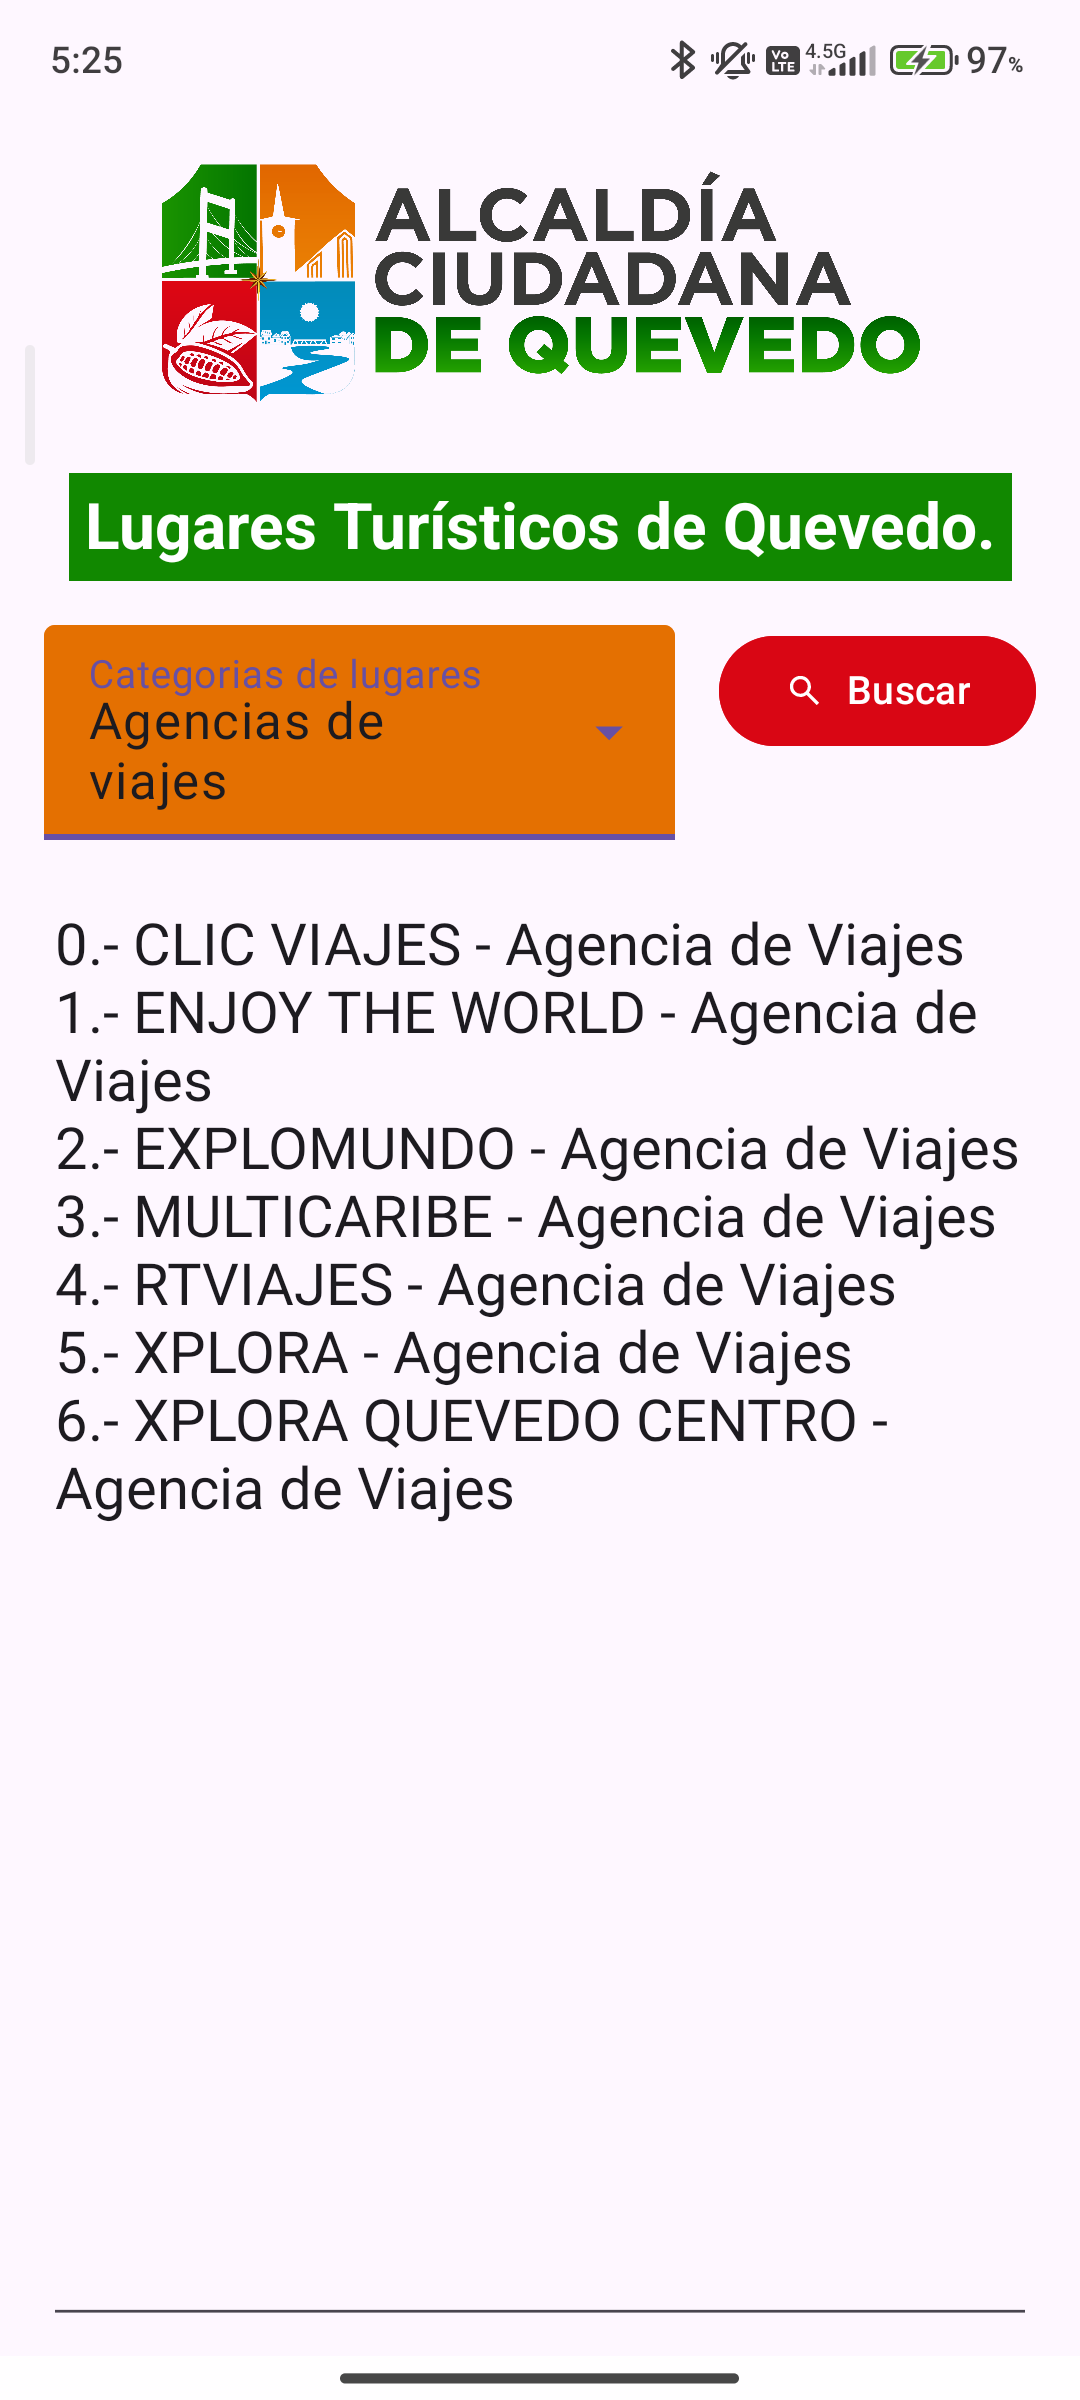 5:25
Vo LTE 4.5G 97%
ALCALDÍA
CIUDADANA
DE QUEVEDO
Lugares Turísticos de Quevedo.
Categorias de lugares
Agencias de
viajes
Buscar
0.- CLIC VIAJES - Agencia de Viajes
1.- ENJOY THE WORLD - Agencia de
Viajes
2.- EXPLOMUNDO - Agencia de Viajes
3.- MULTICARIBE - Agencia de Viajes
4.- RTVIAJES - Agencia de Viajes
5.- XPLORA - Agencia de Viajes
6.- XPLORA QUEVEDO CENTRO -
Agencia de Viajes